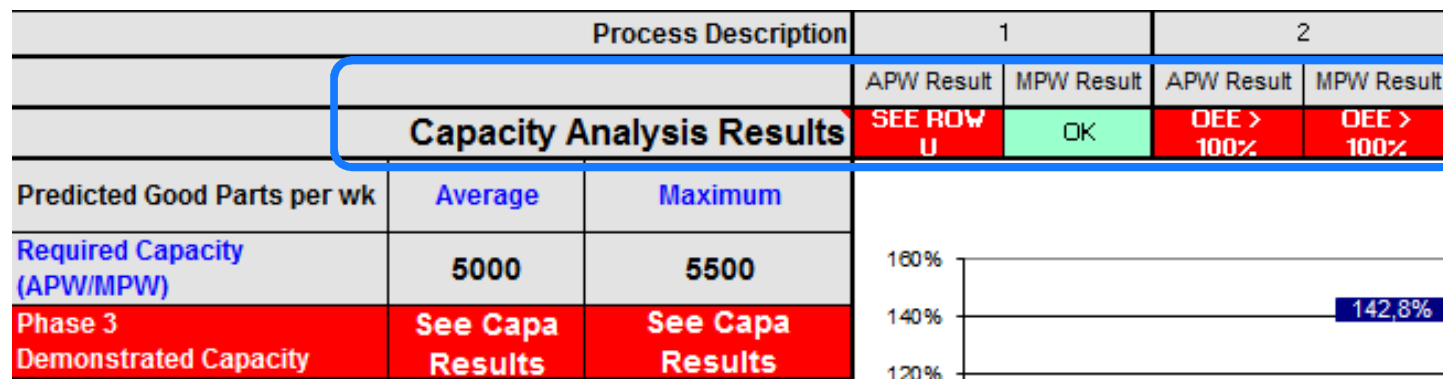 Process Description 1 2
APW Result MPW Result APW Result MPW Result
Capacity Analysis Results SEE ROW U OK OEE > 100% OEE > 100%
Predicted Good Parts per wk Average Maximum
Required Capacity (APW/MPW) 5000 5500
Phase 3 Demonstrated Capacity See Capa Results See Capa Results
160%
140%
142,8%
120%